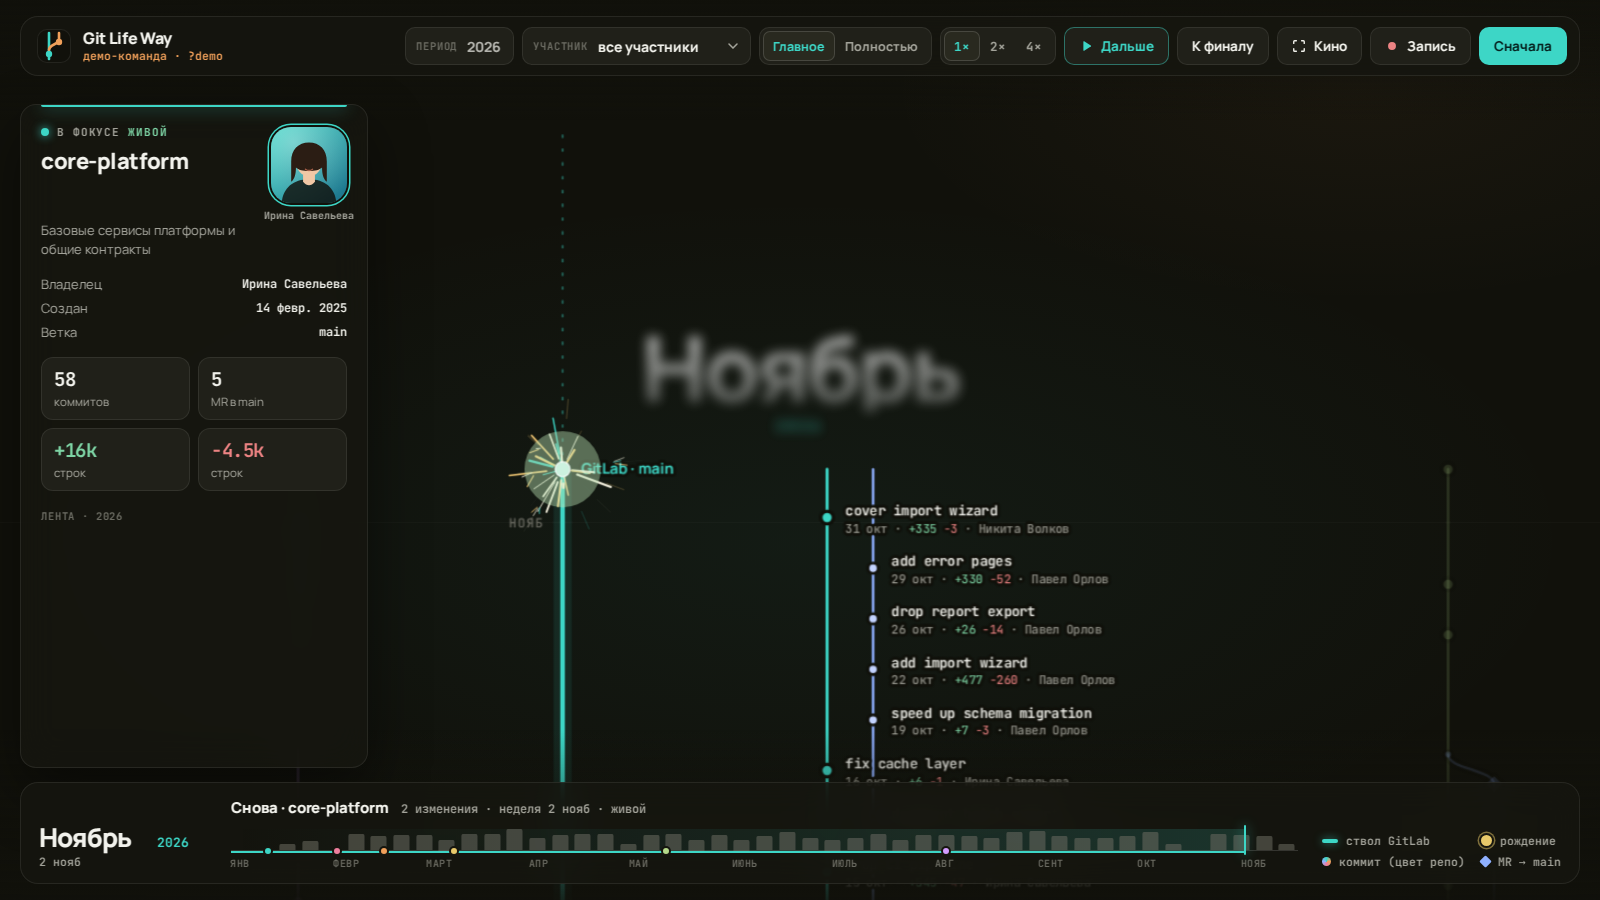 Git Life Way
демо-команда · ?demo
ПЕРИОД 2026
УЧАСТНИК все участники
Главное Полностью
1× 2× 4×
Дальше
К финалу
Кино
Запись
Сначала
В ФОКУСЕ ЖИВОЙ
core-platform
Ирина Савельева
Базовые сервисы платформы и
общие контракты
Владелец Ирина Савельева
Создан 14 февр. 2025
Ветка main
58
коммитов
5
MR в main
+16k
строк
-4.5k
строк
ЛЕНТА · 2026
Ноябрь
GitLab · main
НОЯБ
cover import wizard
31 окт · +335 -3 · Никита Волков
add error pages
29 окт · +330 -52 · Павел Орлов
drop report export
26 окт · +26 -14 · Павел Орлов
add import wizard
22 окт · +477 -260 · Павел Орлов
speed up schema migration
19 окт · +7 -3 · Павел Орлов
fix cache layer
16 окт · +6 -1 · Ирина Савельева
Снова · core-platform 2 изменения · неделя 2 нояб · живой
Ноябрь 2026
2 нояб
ЯНВ ФЕВР МАРТ АПР МАЙ ИЮНЬ ИЮЛЬ АВГ СЕНТ ОКТ НОЯБ
ствол GitLab
рождение
коммит (цвет репо)
MR → main